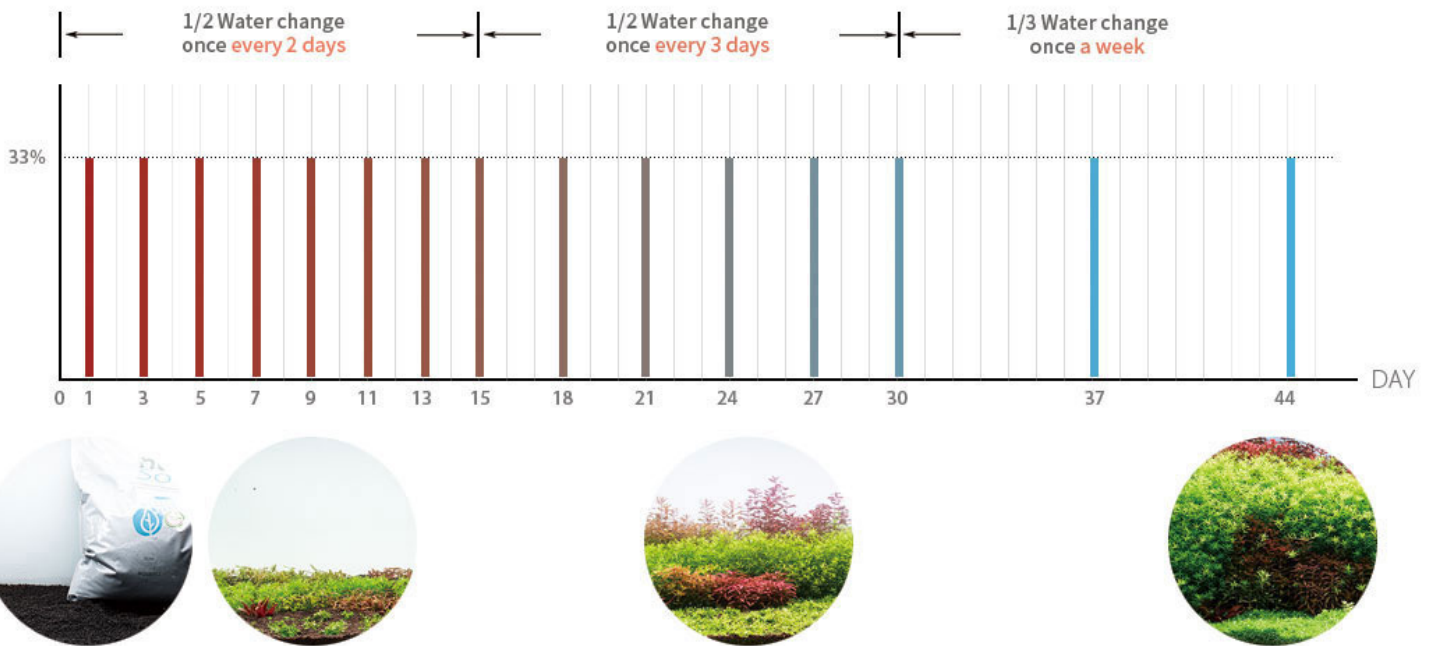 1/2 Water change
once every 2 days
1/2 Water change
once every 3 days
1/3 Water change
once a week
33%
0 1 3 5 7 9 11 13 15 18 21 24 27 30 37 44
DAY